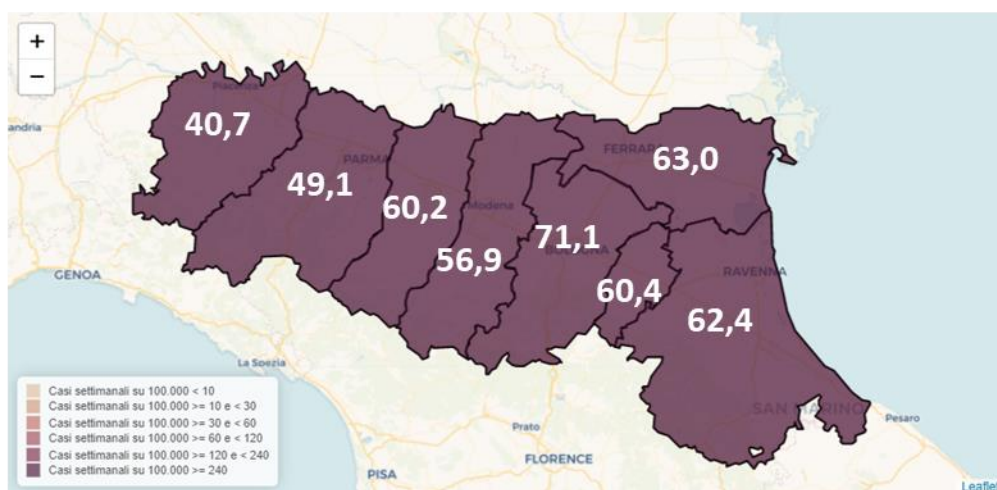 +
−
Piacenza
andria
40,7
PARMA
49,1
60,2
Modena
56,9
71,1
BOLOGNA
FERRAR
63,0
60,4
RAVENNA
62,4
GENOA
La Spezia
SAN MARINO
Pesaro
Prato
FLORENCE
PISA
Casi settimanali su 100.000 < 10
Casi settimanali su 100.000 >= 10 e < 30
Casi settimanali su 100.000 >= 30 e < 60
Casi settimanali su 100.000 >= 60 e < 120
Casi settimanali su 100.000 >= 120 e < 240
Casi settimanali su 100.000 >= 240
Leaflet